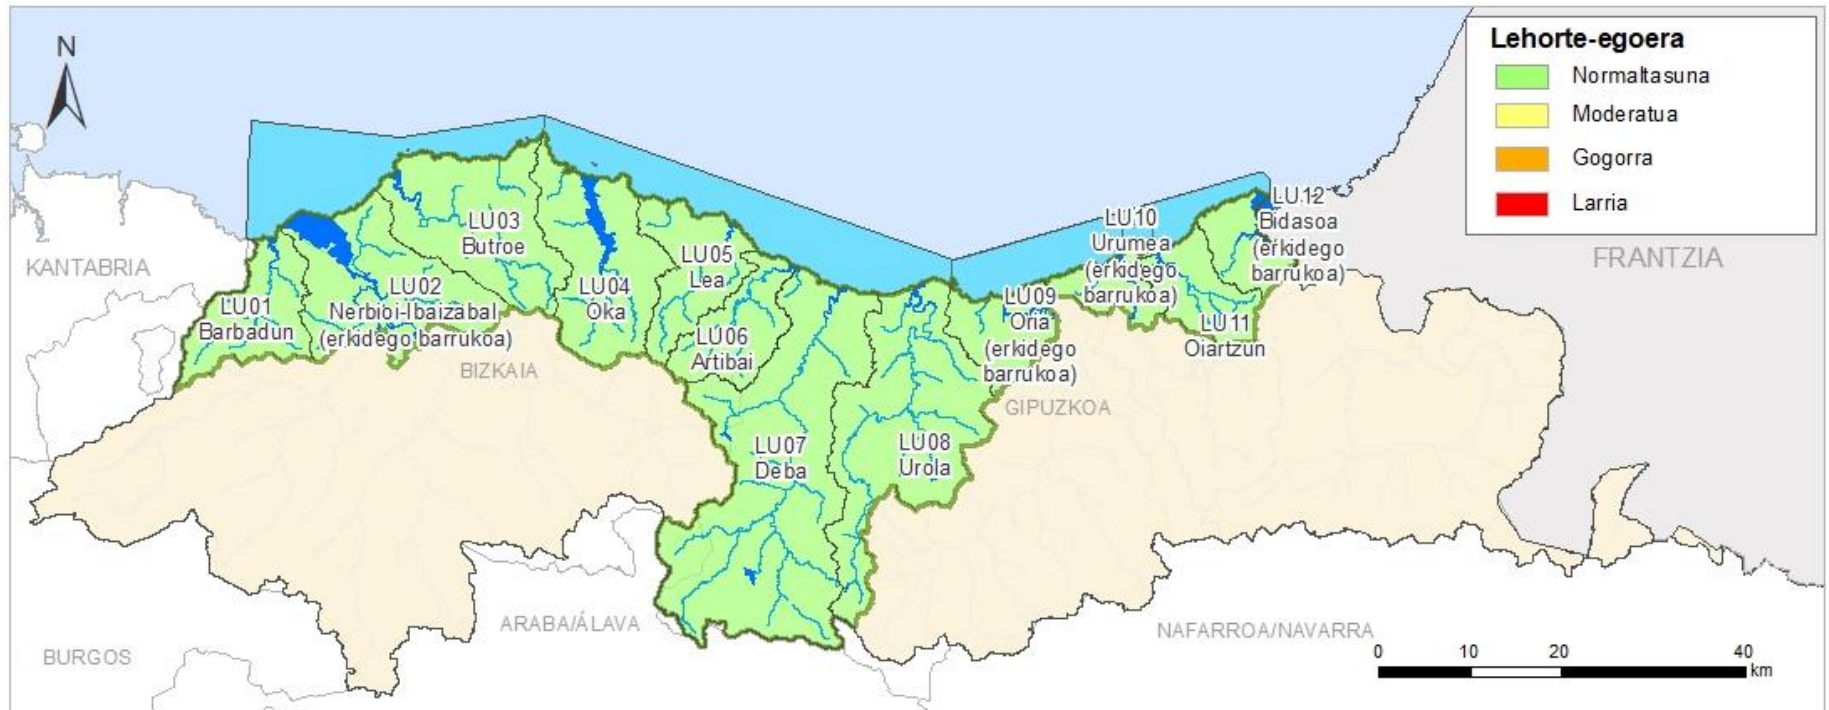 N
Lehorte-egoera
Normaltasuna
Moderatua
Gogorra
Larria
KANTABRIA
FRANTZIA
LU01
Barbadun
LU02
Nerbioi-Ibaizabal
(erkidego barrukoa)
LU03
Butroe
LU04
Oka
LU05
Lea
LU06
Artibai
LU07
Deba
LU08
Urola
LU09
Oria
(erkidego
barrukoa)
LU10
Urumea
(erkidego
barrukoa)
LU11
Oiartzun
LU12
Bidasoa
(erkidego
barrukoa)
BIZKAIA
GIPUZKOA
ARABA/ÁLAVA
NAFARROA/NAVARRA
BURGOS
0 10 20 40
km